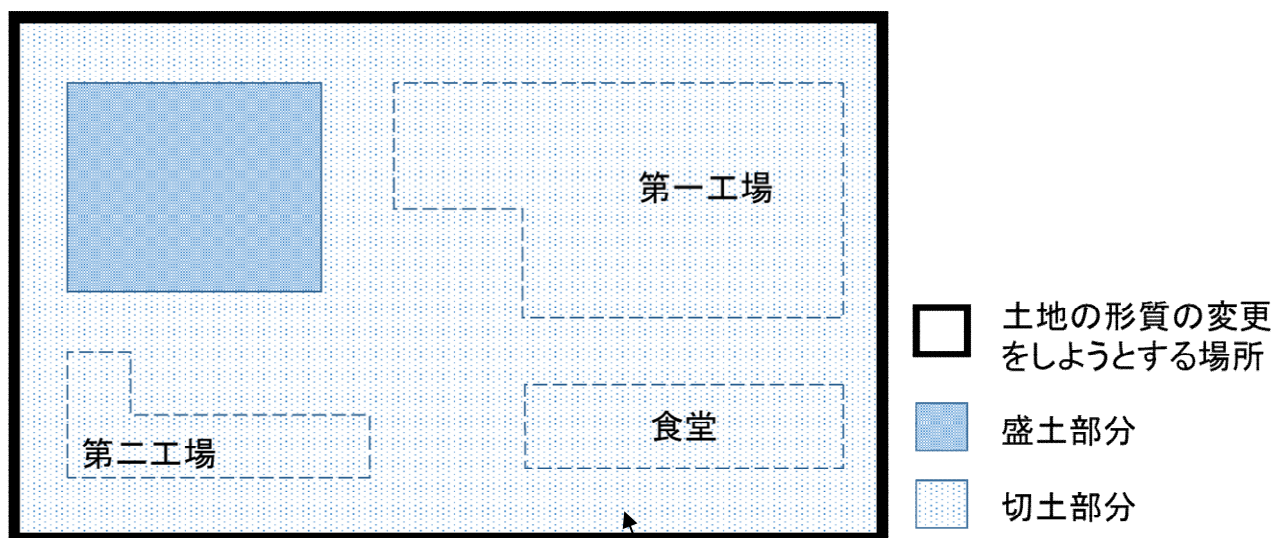 第一工場
第二工場
食堂
土地の形質の変更
をしようとする場所
盛土部分
切土部分